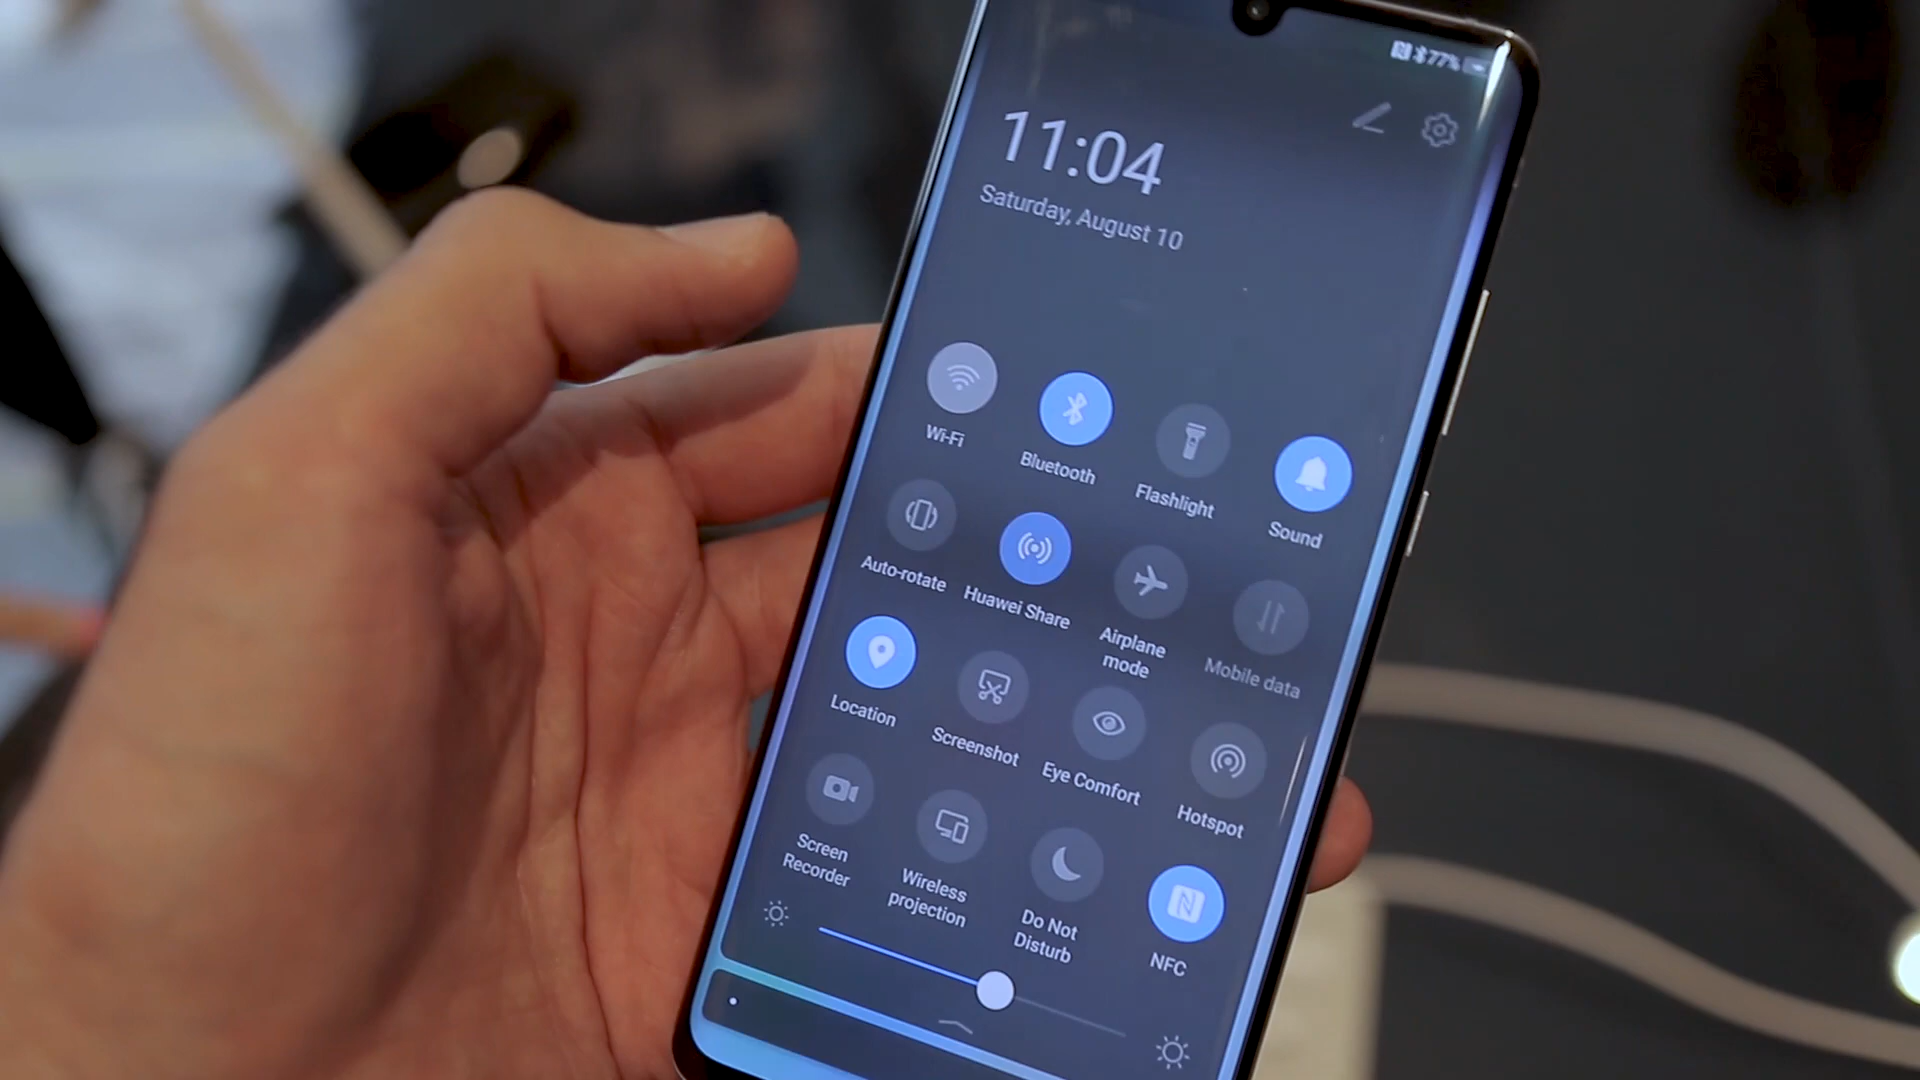 77%
11:04
Saturday, August 10
Wi-Fi
Bluetooth
Flashlight
Sound
Auto-rotate
Huawei Share
Airplane
mode
Mobile data
Location
Screenshot
Eye Comfort
Hotspot
Screen
Recorder
Wireless
projection
Do Not
Disturb
NFC